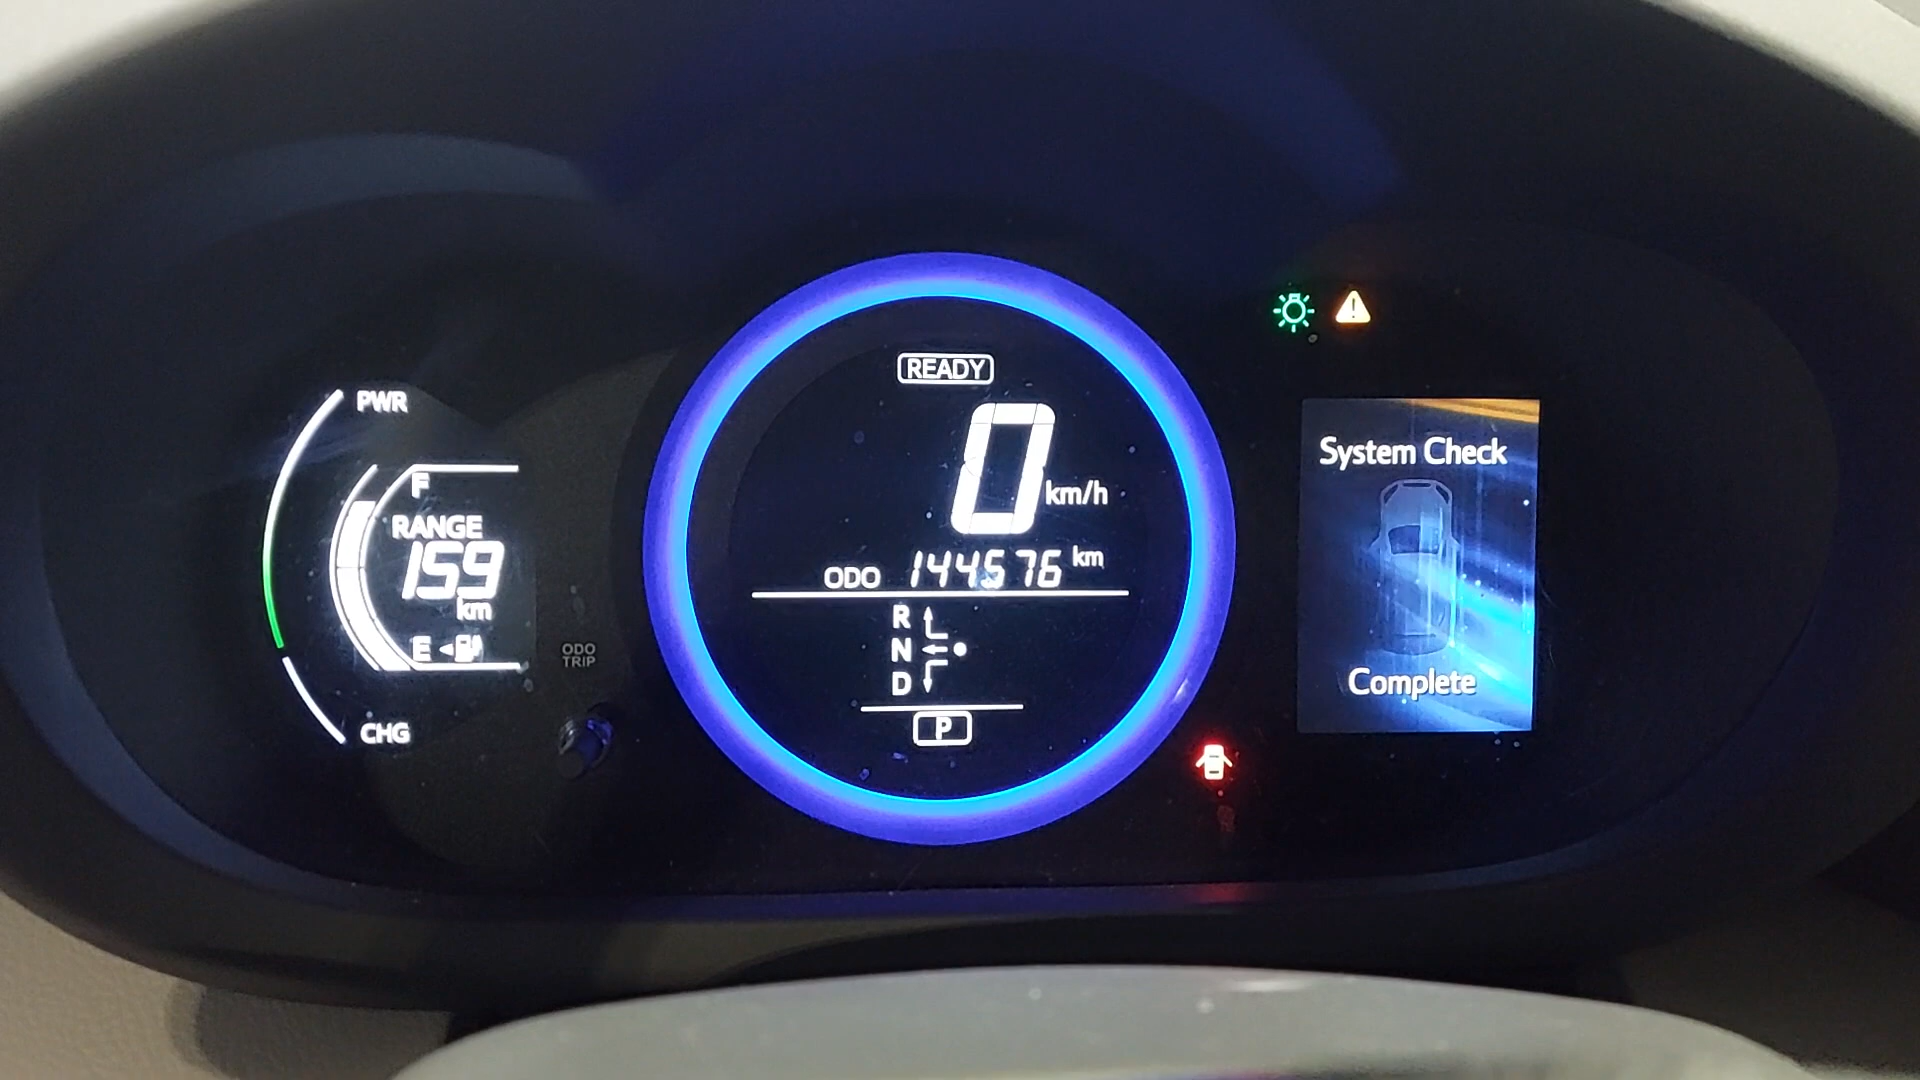 PWR
F
RANGE
159
km
E
CHG
ODO
TRIP
READY
0 km/h
ODO 144576 km
R
N
D
P
System Check
Complete